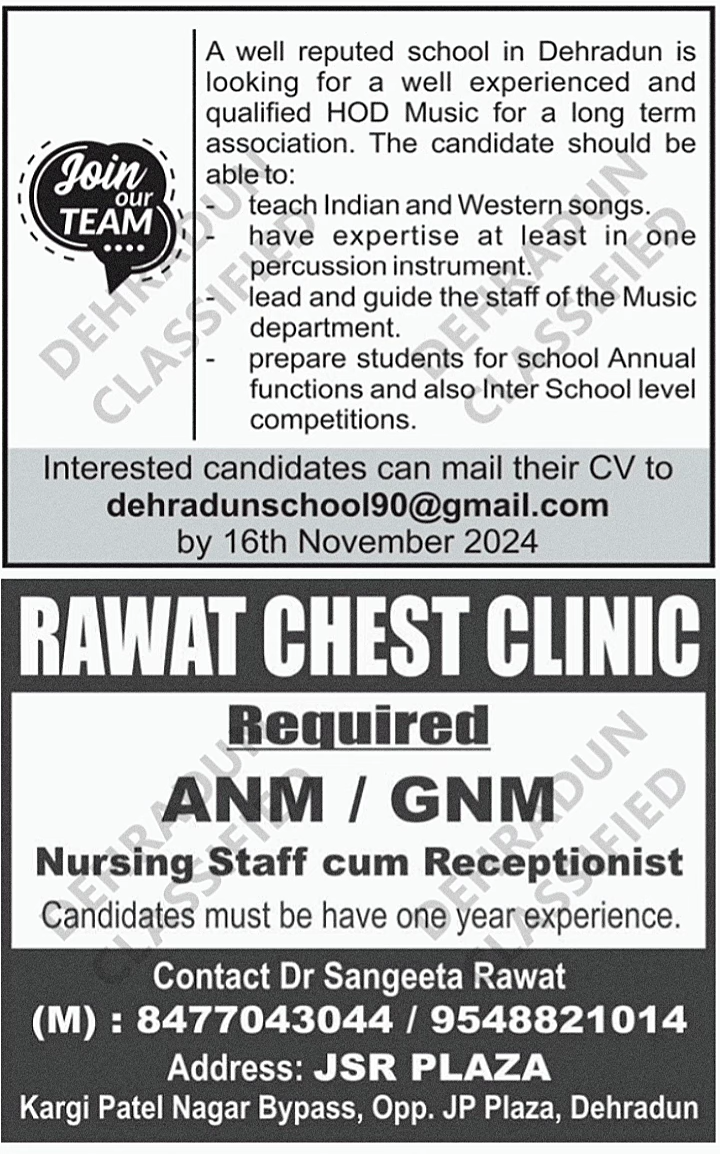 Join
our
TEAM
A well reputed school in Dehradun is
looking for a well experienced and
qualified HOD Music for a long term
association. The candidate should be
able to:
- teach Indian and Western songs.
- have expertise at least in one
percussion instrument.
- lead and guide the staff of the Music
department.
- prepare students for school Annual
functions and also Inter School level
competitions.
DEHRADUN
CLASSIFIED
DEHRADUN
CLASSIFIED
Interested candidates can mail their CV to
dehradunschool90@gmail.com
by 16th November 2024
RAWAT CHEST CLINIC
Required
ANM / GNM
Nursing Staff cum Receptionist
Candidates must be have one year experience.
DEHRADUN
CLASSIFIED
DEHRADUN
CLASSIFIED
Contact Dr Sangeeta Rawat
(M) : 8477043044 / 9548821014
Address: JSR PLAZA
Kargi Patel Nagar Bypass, Opp. JP Plaza, Dehradun